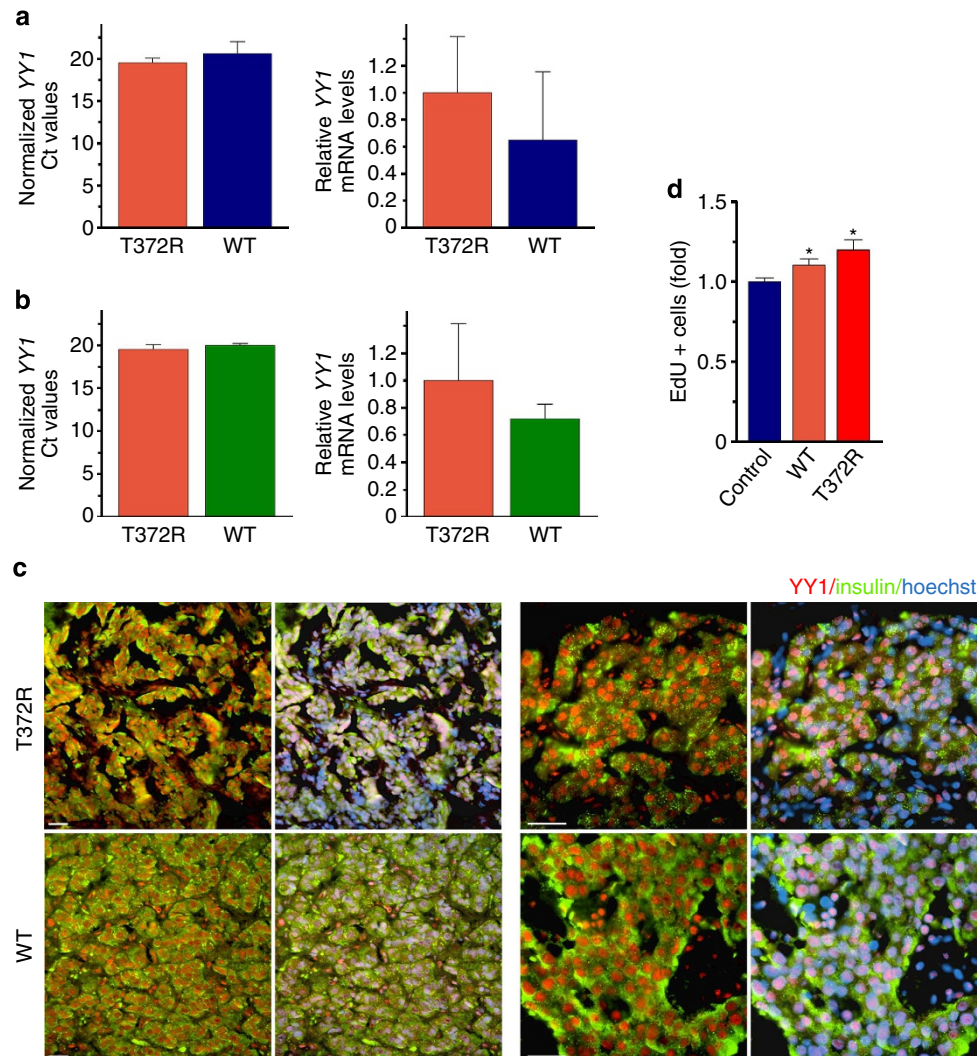 a
Normalized YY1
Ct values
20
15
10
5
0
T372R
WT
Relative YY1
mRNA levels
1.2
1.0
0.8
0.6
0.4
0.2
0
T372R
WT
b
Normalized YY1
Ct values
20
15
10
5
0
T372R
WT
Relative YY1
mRNA levels
1.2
1.0
0.8
0.6
0.4
0.2
0
T372R
WT
d
EdU + cells (fold)
1.5
1.0
0.5
0
*
*
Control
WT
T372R
c
YY1/insulin/hoechst
T372R
WT